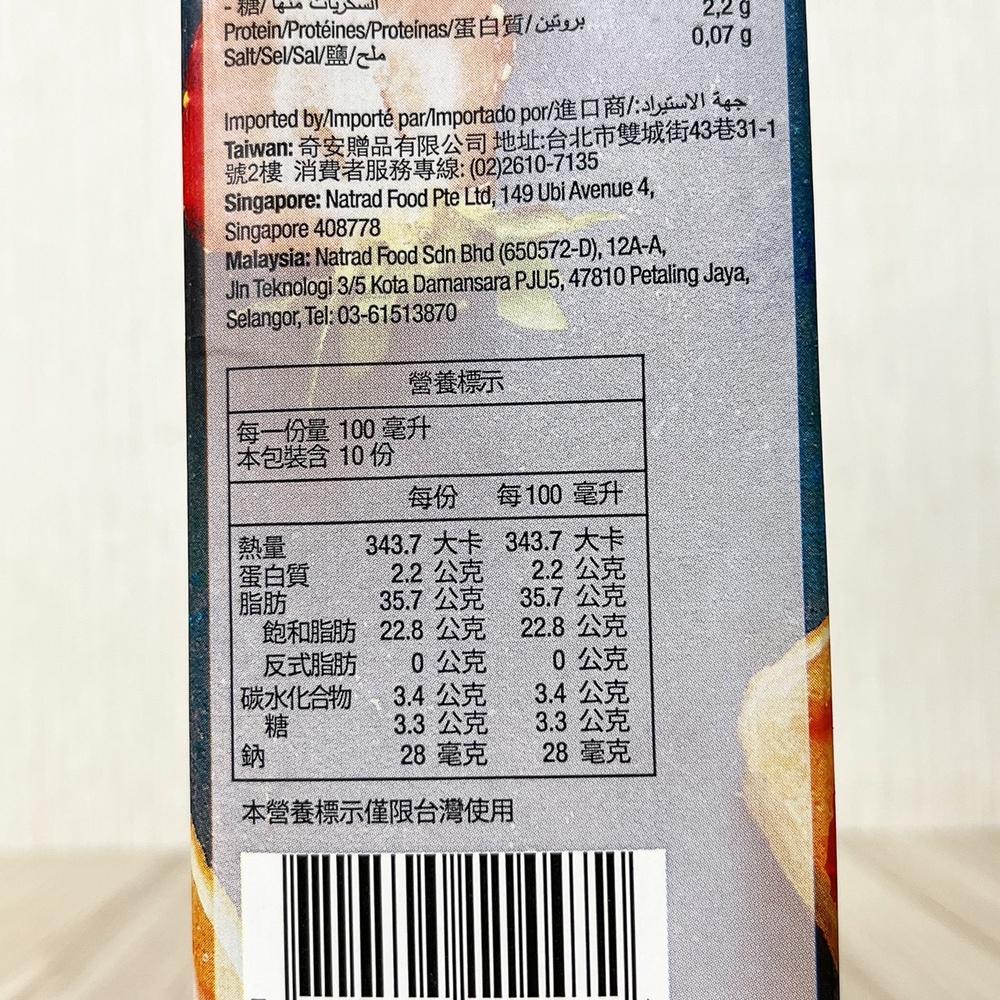 - 糖/السكريات منها
2,2 g
Protein/Protéines/Proteínas/蛋白質/بروتين
0,07 g
Salt/Sel/Sal/鹽/ملح
Imported by/Importé par/Importado por/進口商/جهة الاستيراد:
Taiwan: 奇安贈品有限公司 地址:台北市雙城街43巷31-1
號2樓 消費者服務專線: (02)2610-7135
Singapore: Natrad Food Pte Ltd, 149 Ubi Avenue 4,
Singapore 408778
Malaysia: Natrad Food Sdn Bhd (650572-D), 12A-A,
Jln Teknologi 3/5 Kota Damansara PJU5, 47810 Petaling Jaya,
Selangor, Tel: 03-61513870
營養標示
每一份量 100 毫升
本包裝含 10 份
每份 每100 毫升
熱量 343.7 大卡 343.7 大卡
蛋白質 2.2 公克 2.2 公克
脂肪 35.7 公克 35.7 公克
飽和脂肪 22.8 公克 22.8 公克
反式脂肪 0 公克 0 公克
碳水化合物 3.4 公克 3.4 公克
糖 3.3 公克 3.3 公克
鈉 28 毫克 28 毫克
本營養標示僅限台灣使用